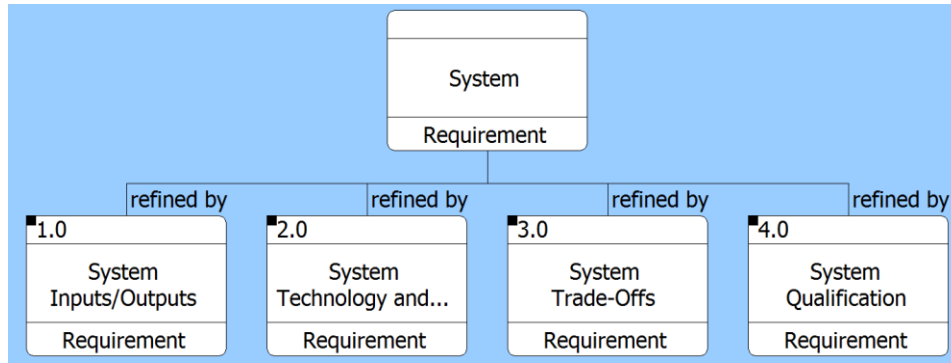 System
Requirement
refined by
refined by
refined by
refined by
1.0
2.0
3.0
4.0
System
Inputs/Outputs
System
Technology and...
System
Trade-Offs
System
Qualification
Requirement
Requirement
Requirement
Requirement